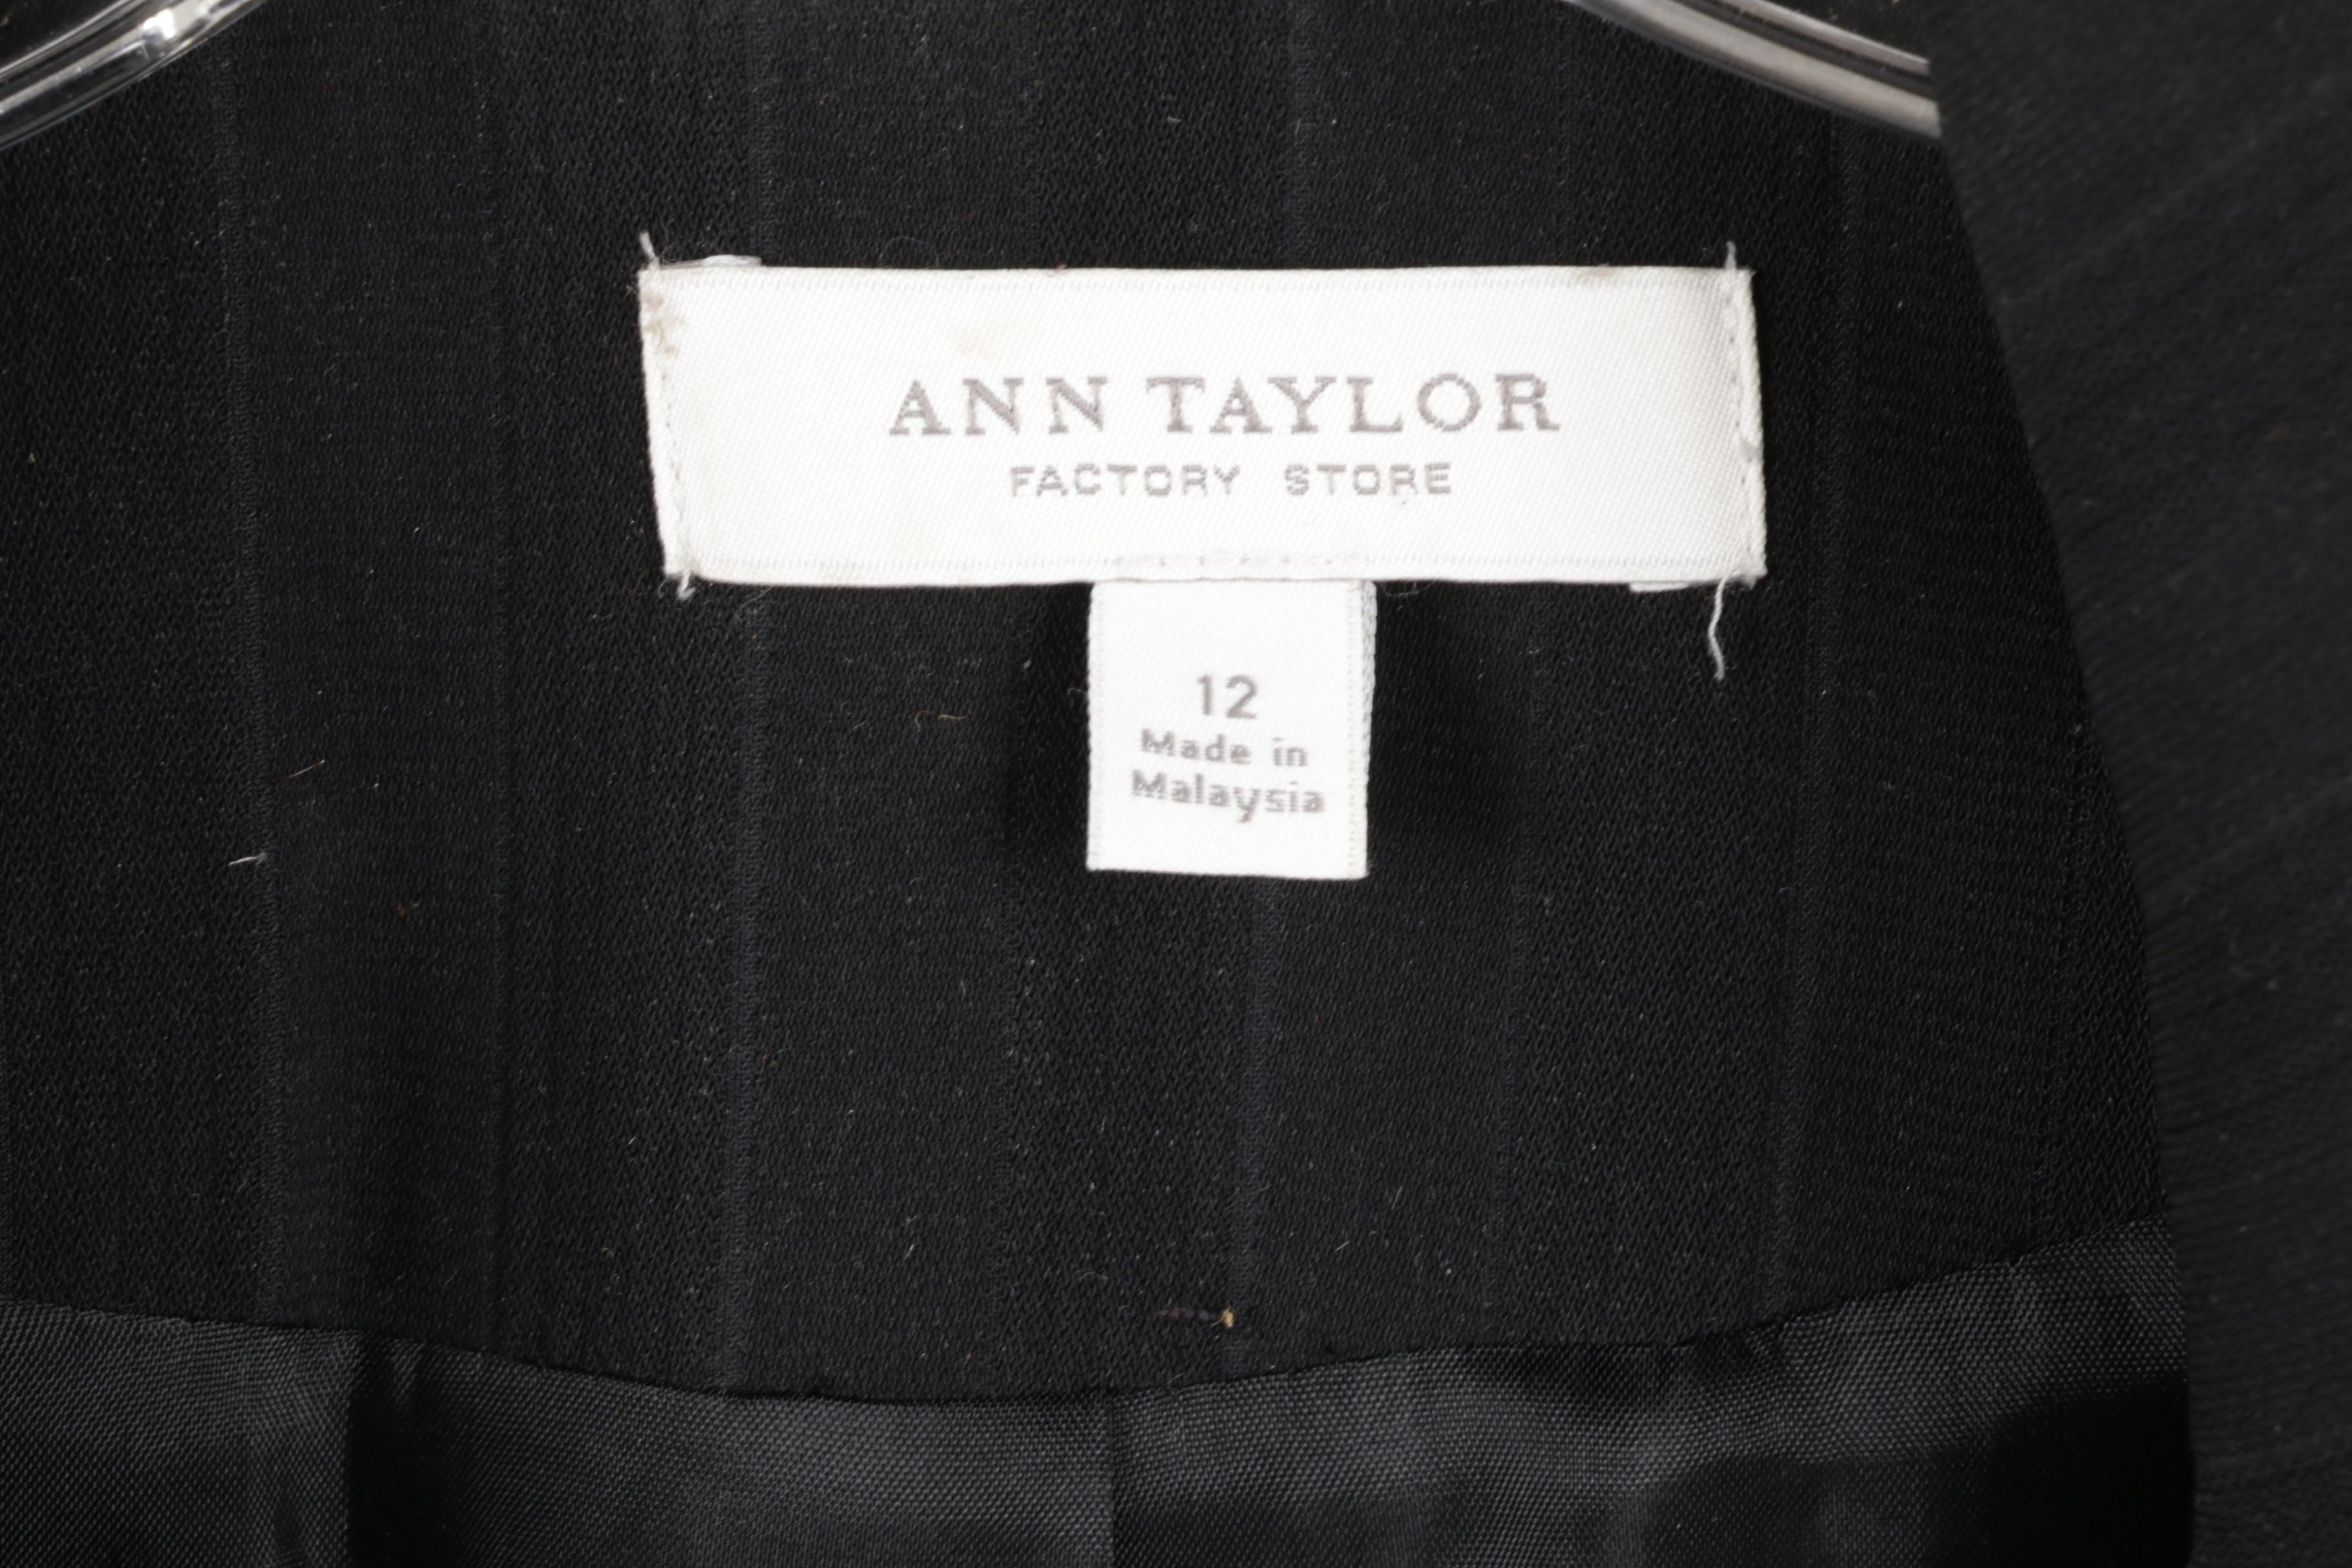 ANN TAYLOR
FACTORY STORE
12
Made in
Malaysia